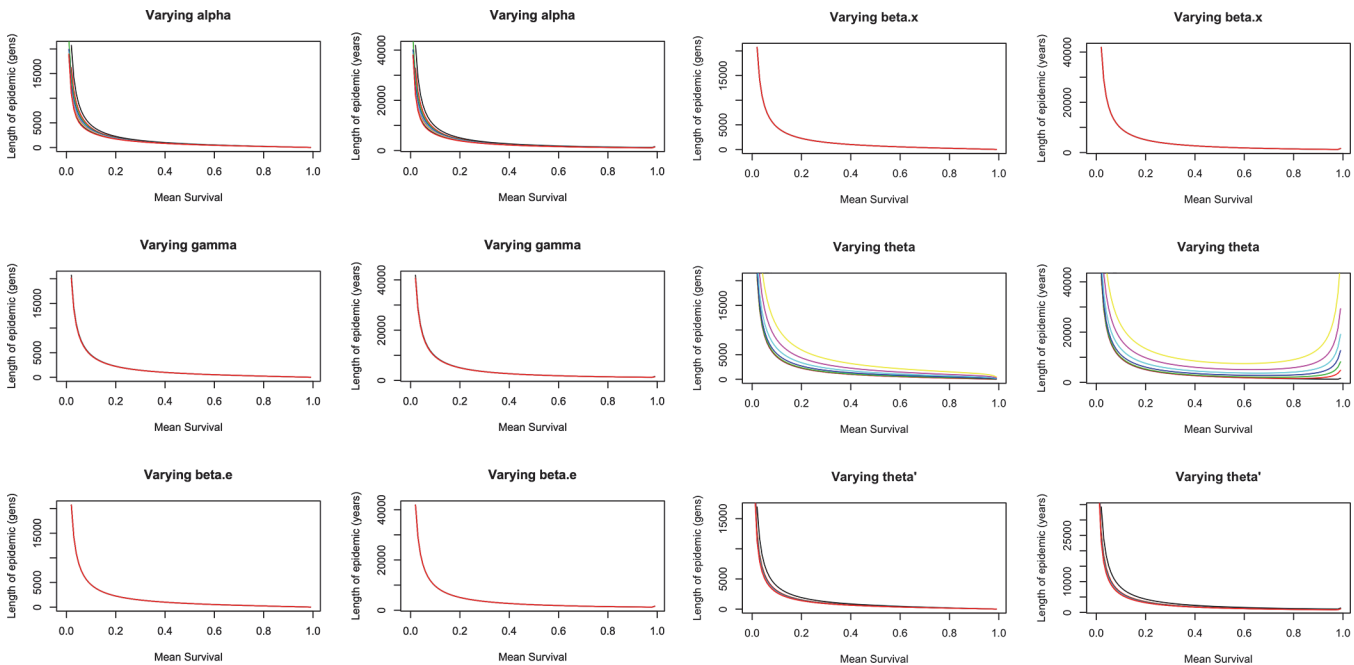 Varying alpha
Length of epidemic (gens)
0 5000 15000
0.0 0.2 0.4 0.6 0.8 1.0
Mean Survival
Varying alpha
Length of epidemic (years)
0 20000 40000
0.0 0.2 0.4 0.6 0.8 1.0
Mean Survival
Varying beta.x
Length of epidemic (gens)
0 5000 15000
0.0 0.2 0.4 0.6 0.8 1.0
Mean Survival
Varying beta.x
Length of epidemic (years)
0 20000 40000
0.0 0.2 0.4 0.6 0.8 1.0
Mean Survival
Varying gamma
Length of epidemic (gens)
0 5000 15000
0.0 0.2 0.4 0.6 0.8 1.0
Mean Survival
Varying gamma
Length of epidemic (years)
0 20000 40000
0.0 0.2 0.4 0.6 0.8 1.0
Mean Survival
Varying theta
Length of epidemic (gens)
0 5000 15000
0.0 0.2 0.4 0.6 0.8 1.0
Mean Survival
Varying theta
Length of epidemic (years)
0 20000 40000
0.0 0.2 0.4 0.6 0.8 1.0
Mean Survival
Varying beta.e
Length of epidemic (gens)
0 5000 15000
0.0 0.2 0.4 0.6 0.8 1.0
Mean Survival
Varying beta.e
Length of epidemic (years)
0 20000 40000
0.0 0.2 0.4 0.6 0.8 1.0
Mean Survival
Varying theta'
Length of epidemic (gens)
0 5000 15000
0.0 0.2 0.4 0.6 0.8 1.0
Mean Survival
Varying theta'
Length of epidemic (years)
0 10000 25000
0.0 0.2 0.4 0.6 0.8 1.0
Mean Survival